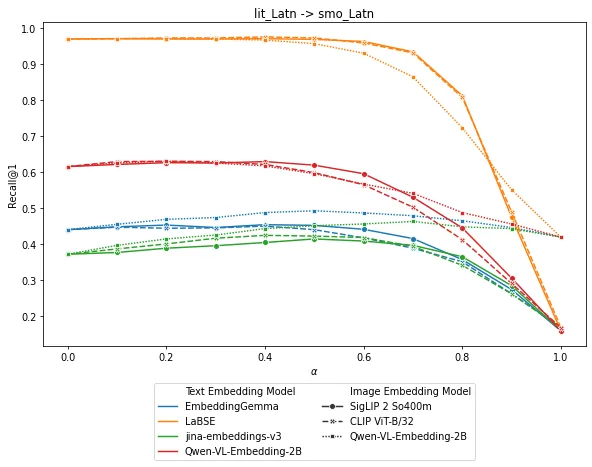 lit_Latn -> smo_Latn
Recall@1
1.0
0.9
0.8
0.7
0.6
0.5
0.4
0.3
0.2
0.0 0.2 0.4 0.6 0.8 1.0
α
Text Embedding Model
EmbeddingGemma
LaBSE
jina-embeddings-v3
Qwen-VL-Embedding-2B
Image Embedding Model
SigLIP 2 So400m
CLIP ViT-B/32
Qwen-VL-Embedding-2B